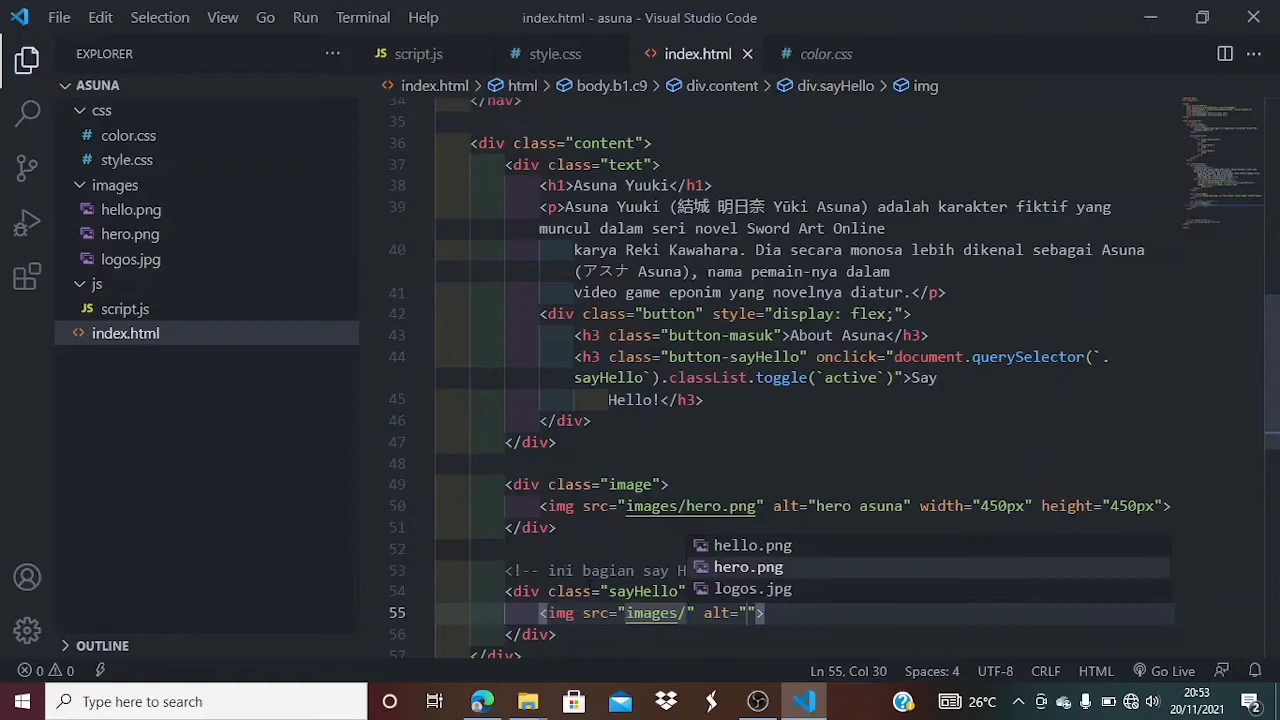 File Edit Selection View Go Run Terminal Help index.html - asuna - Visual Studio Code
EXPLORER
script.js style.css index.html color.css
ASUNA
index.html > html > body.b1.c9 > div.content > div.sayHello > img
css
color.css
style.css
images
hello.png
hero.png
logos.jpg
js
script.js
index.html
34 </nav>
35
36 <div class="content">
37 <div class="text">
38 <h1>Asuna Yuuki</h1>
39 <p>Asuna Yuuki (結城 明日奈 Yūki Asuna) adalah karakter fiktif yang
muncul dalam seri novel Sword Art Online
40 karya Reki Kawahara. Dia secara monosa lebih dikenal sebagai Asuna
(アスナ Asuna), nama pemain-nya dalam
41 video game eponim yang novelnya diatur.</p>
42 <div class="button" style="display: flex;">
43 <h3 class="button-masuk">About Asuna</h3>
44 <h3 class="button-sayHello" onclick="document.querySelector(`.
sayHello`).classList.toggle(`active`)">Say
45 Hello!</h3>
46 </div>
47 </div>
48
49 <div class="image">
50 <img src="images/hero.png" alt="hero asuna" width="450px" height="450px">
51 </div>
52
hello.png
53 <!-- ini bagian say H
hero.png
54 <div class="sayHello"
logos.jpg
55 <img src="images/" alt="">
56 </div>
57 </div>
OUTLINE
0 0 Ln 55, Col 30 Spaces: 4 UTF-8 CRLF HTML Go Live
Type here to search
26°C
20:53
20/11/2021
2